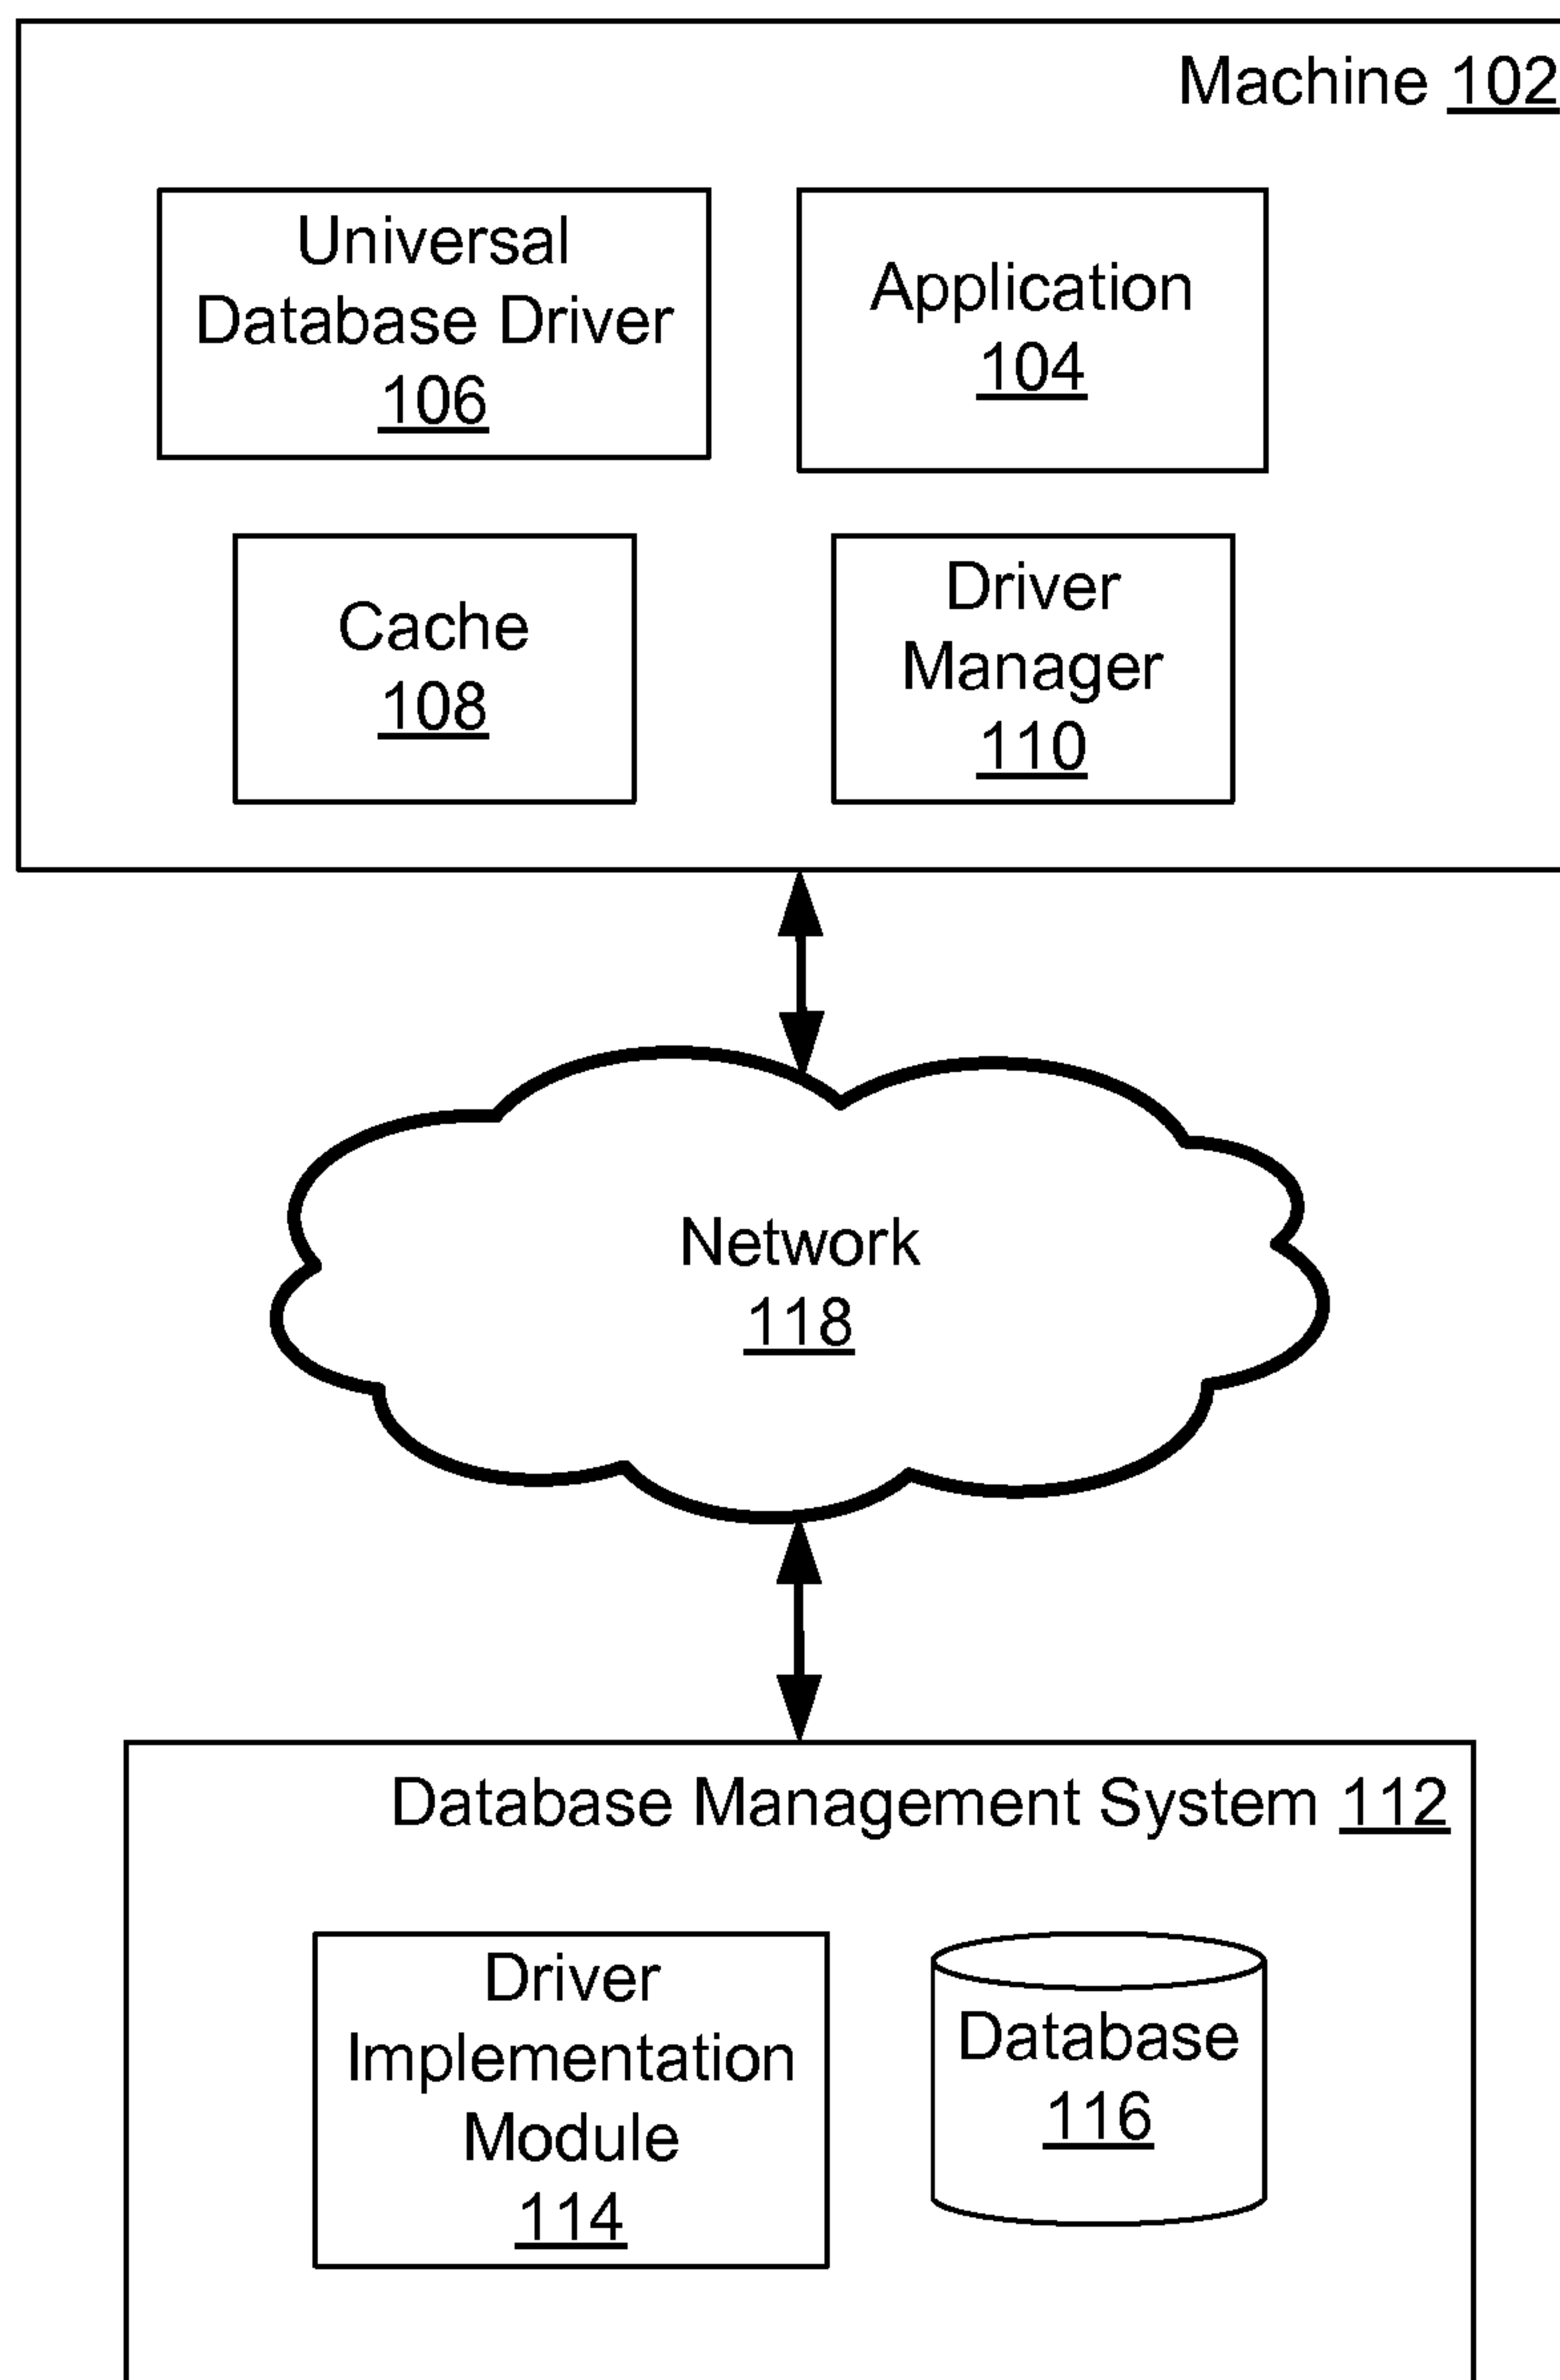 Machine 102
Universal
Database Driver
106
Application
104
Cache
108
Driver
Manager
110
Network
118
Database Management System 112
Driver
Implementation
Module
114
Database
116